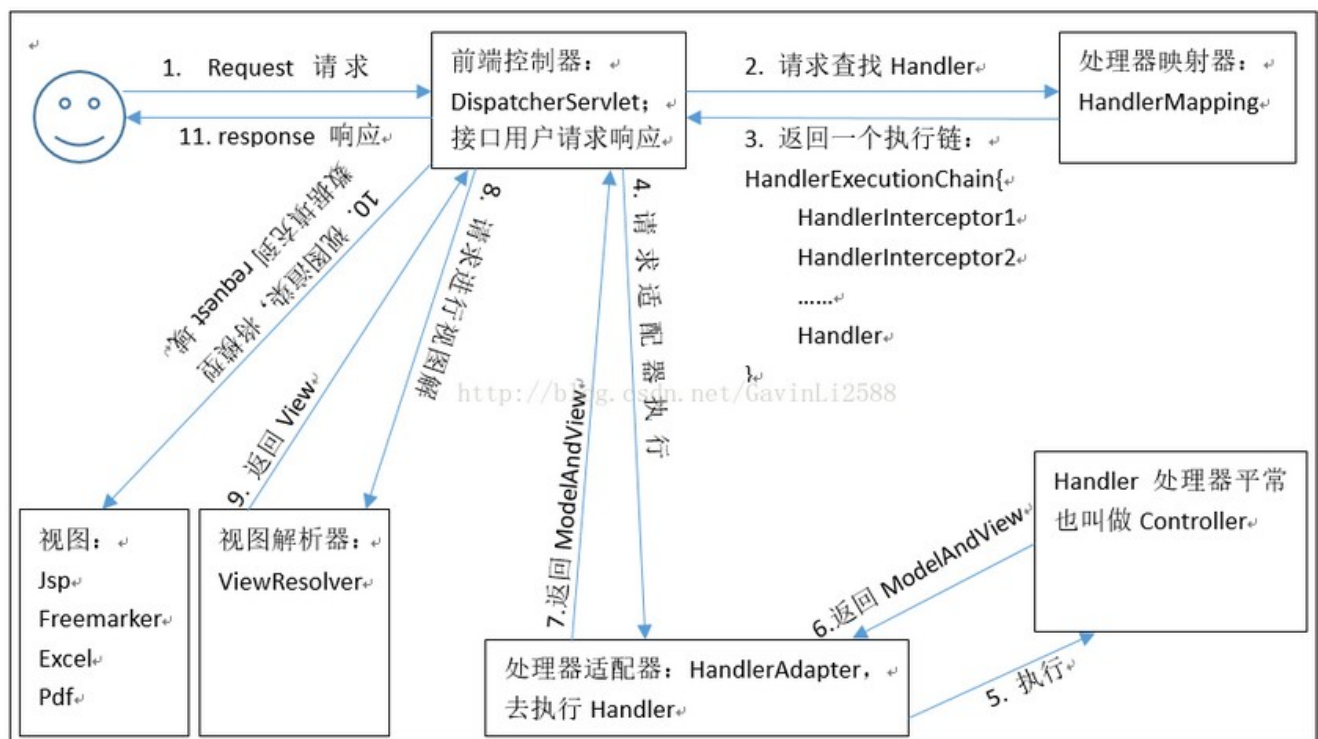 1. Request 请求
11. response 响应
前端控制器：
DispatcherServlet；
接口用户请求响应
2. 请求查找 Handler
3. 返回一个执行链：
HandlerExecutionChain{
HandlerInterceptor1
HandlerInterceptor2
……
Handler
}
处理器映射器：
HandlerMapping
10. 视图渲染，将模型
数据填充到 request 域。
9. 返回 View
8. 请求进行视图解
4. 请求适配器执行
http://blog.csdn.net/GavinLi2588
7.返回 ModelAndView
视图：
Jsp
Freemarker
Excel
Pdf
视图解析器：
ViewResolver
处理器适配器：HandlerAdapter，
去执行 Handler
6.返回 ModelAndView
5. 执行
Handler 处理器平常
也叫做 Controller